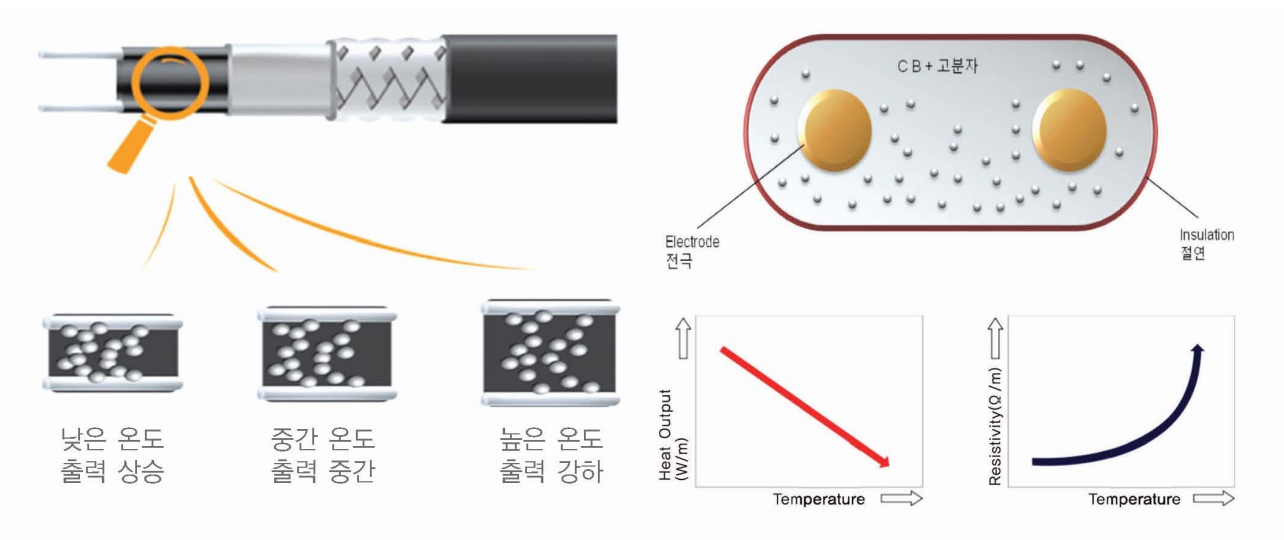 CB+고분자
Electrode
전극
Insulation
절연
낮은 온도
출력 상승
중간 온도
출력 중간
높은 온도
출력 강하
Heat Output
(W/m)
Temperature
Resistivity(Ω/m)
Temperature